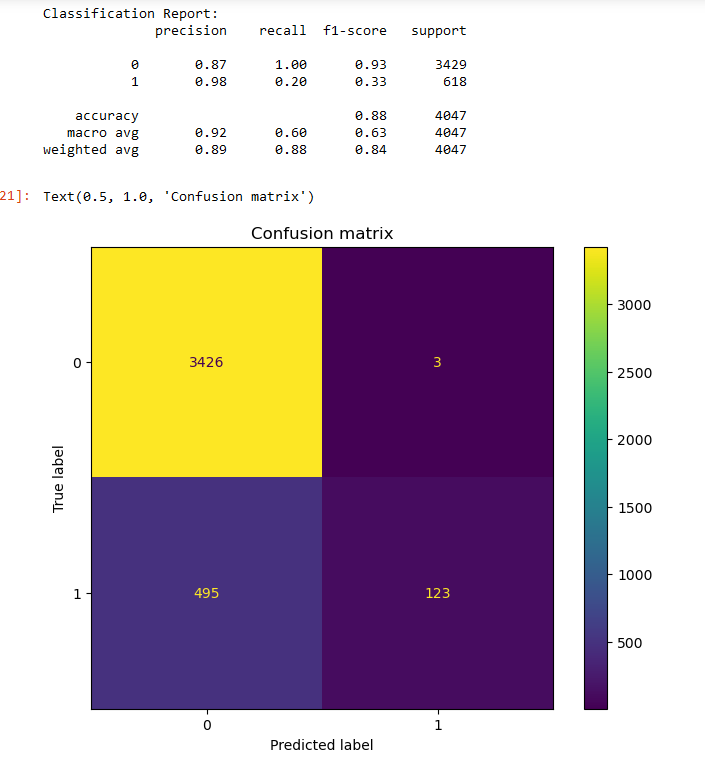 Classification Report:
precision recall f1-score support
0 0.87 1.00 0.93 3429
1 0.98 0.20 0.33 618
accuracy 0.88 4047
macro avg 0.92 0.60 0.63 4047
weighted avg 0.89 0.88 0.84 4047
21]: Text(0.5, 1.0, 'Confusion matrix')
Confusion matrix
3000
0 3426 3
2500
2000
True label
1500
1000
1 495 123
500
0 1
Predicted label